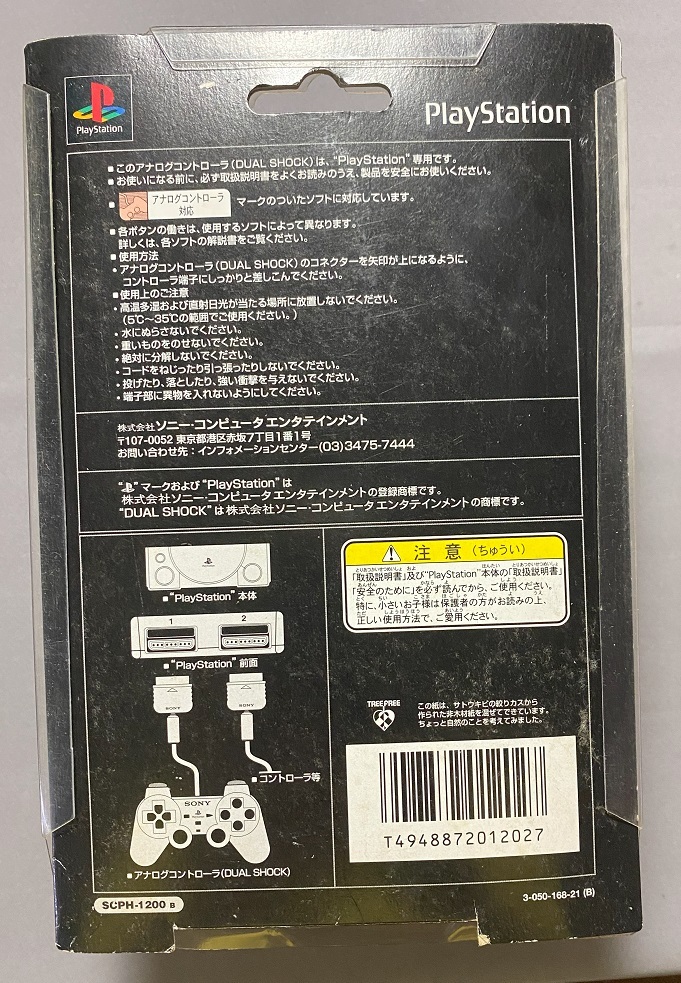 PlayStation
PlayStation
■このアナログコントローラ(DUAL SHOCK)は、"PlayStation"専用です。
■お使いになる前に、必ず取扱説明書をよくお読みのうえ、製品を安全にお使いください。
■アナログコントローラ対応 マークのついたソフトに対応しています。
■各ボタンの働きは、使用するソフトによって異なります。
詳しくは、各ソフトの解説書をご覧ください。
■使用方法
・アナログコントローラ(DUAL SHOCK)のコネクターを矢印が上になるように、
コントローラ端子にしっかりと差しこんでください。
■使用上のご注意
・高温多湿および直射日光が当たる場所に放置しないでください。
(5℃〜35℃の範囲でご使用ください。)
・水にぬらさないでください。
・重いものをのせないでください。
・絶対に分解しないでください。
・コードをねじったり引っ張ったりしないでください。
・投げたり、落としたり、強い衝撃を与えないでください。
・端子部に異物を入れないようにしてください。
株式会社ソニー・コンピュータエンタテインメント
〒107-0052 東京都港区赤坂7丁目1番1号
お問い合わせ先:インフォメーションセンター(03)3475-7444
" "マークおよび"PlayStation"は
株式会社ソニー・コンピュータエンタテインメントの登録商標です。
"DUAL SHOCK"は株式会社ソニー・コンピュータエンタテインメントの商標です。
■"PlayStation"本体
1 2
■"PlayStation"前面
SONY SONY
■コントローラ等
SONY
■アナログコントローラ(DUAL SHOCK)
注意(ちゅうい)
「取扱説明書」及び"PlayStation"本体の「取扱説明書」
「安全のために」を必ず読んでから、ご使用ください。
特に、小さいお子様は保護者の方がお読みの上、
正しい使用方法で、ご愛用ください。
TREE FREE
この紙は、サトウキビの絞りカスから
作られた非木材紙を混ぜてできています。
ちょっと自然のことを考えてみました。
T4948872012027
SCPH-1200 B
3-050-168-21 (B)